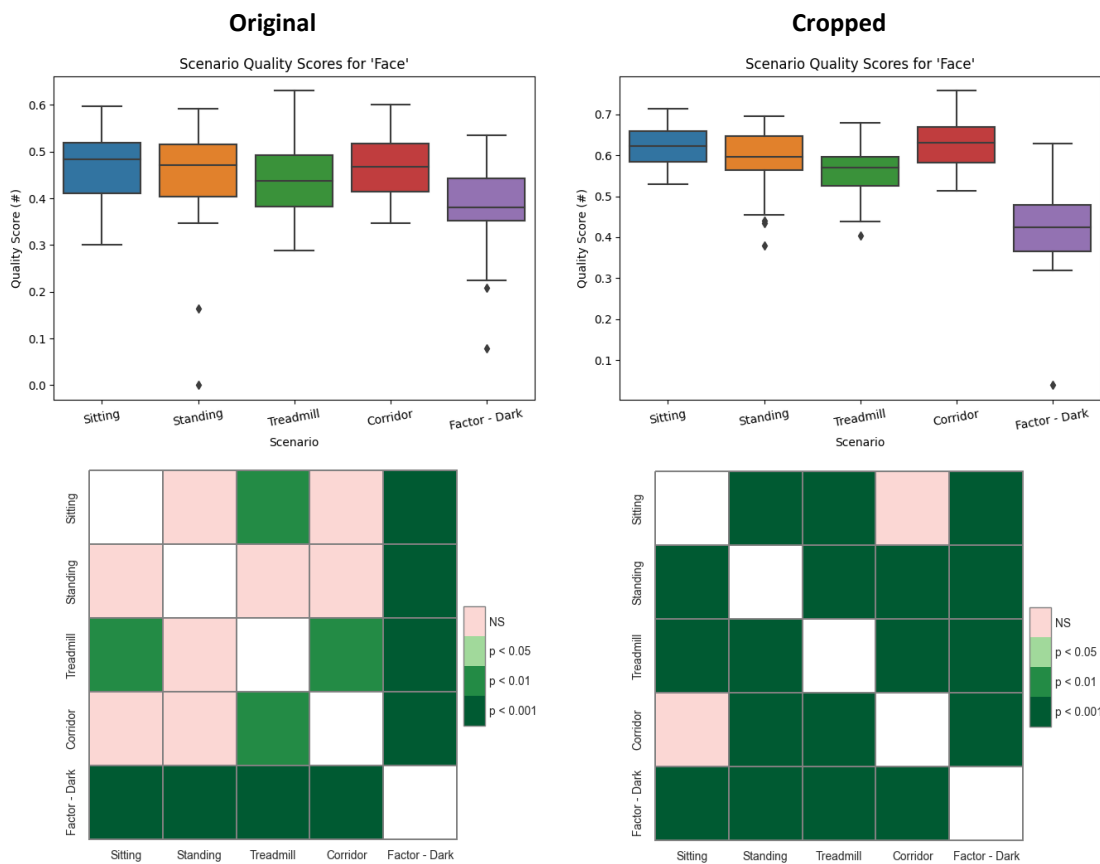 Original
Scenario Quality Scores for 'Face'
Quality Score (#)
0.6
0.5
0.4
0.3
0.2
0.1
0.0
Sitting
Standing
Treadmill
Corridor
Factor - Dark
Scenario
Sitting
Standing
Treadmill
Corridor
Factor - Dark
NS
p < 0.05
p < 0.01
p < 0.001
Sitting
Standing
Treadmill
Corridor
Factor - Dark
Cropped
Scenario Quality Scores for 'Face'
Quality Score (#)
0.7
0.6
0.5
0.4
0.3
0.2
0.1
Sitting
Standing
Treadmill
Corridor
Factor - Dark
Scenario
Sitting
Standing
Treadmill
Corridor
Factor - Dark
NS
p < 0.05
p < 0.01
p < 0.001
Sitting
Standing
Treadmill
Corridor
Factor - Dark